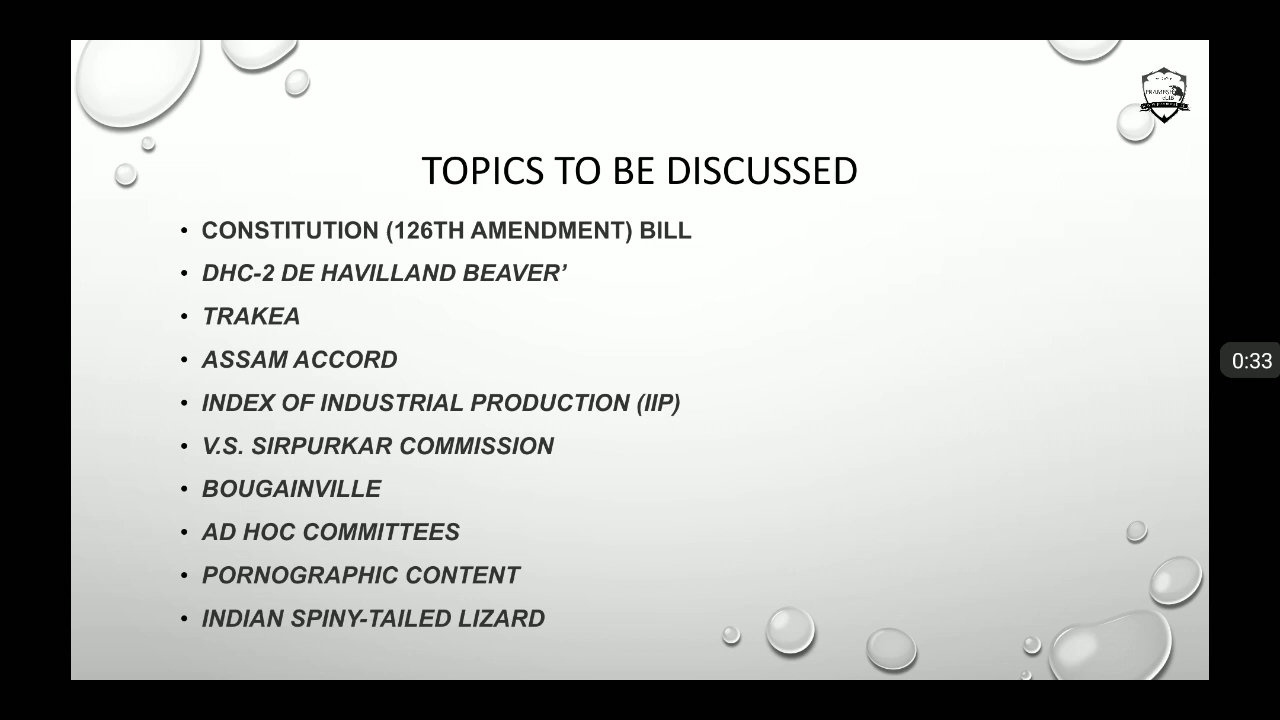 TOPICS TO BE DISCUSSED
• CONSTITUTION (126TH AMENDMENT) BILL
• DHC-2 DE HAVILLAND BEAVER’
• TRAKEA
• ASSAM ACCORD
• INDEX OF INDUSTRIAL PRODUCTION (IIP)
• V.S. SIRPURKAR COMMISSION
• BOUGAINVILLE
• AD HOC COMMITTEES
• PORNOGRAPHIC CONTENT
• INDIAN SPINY-TAILED LIZARD
0:33